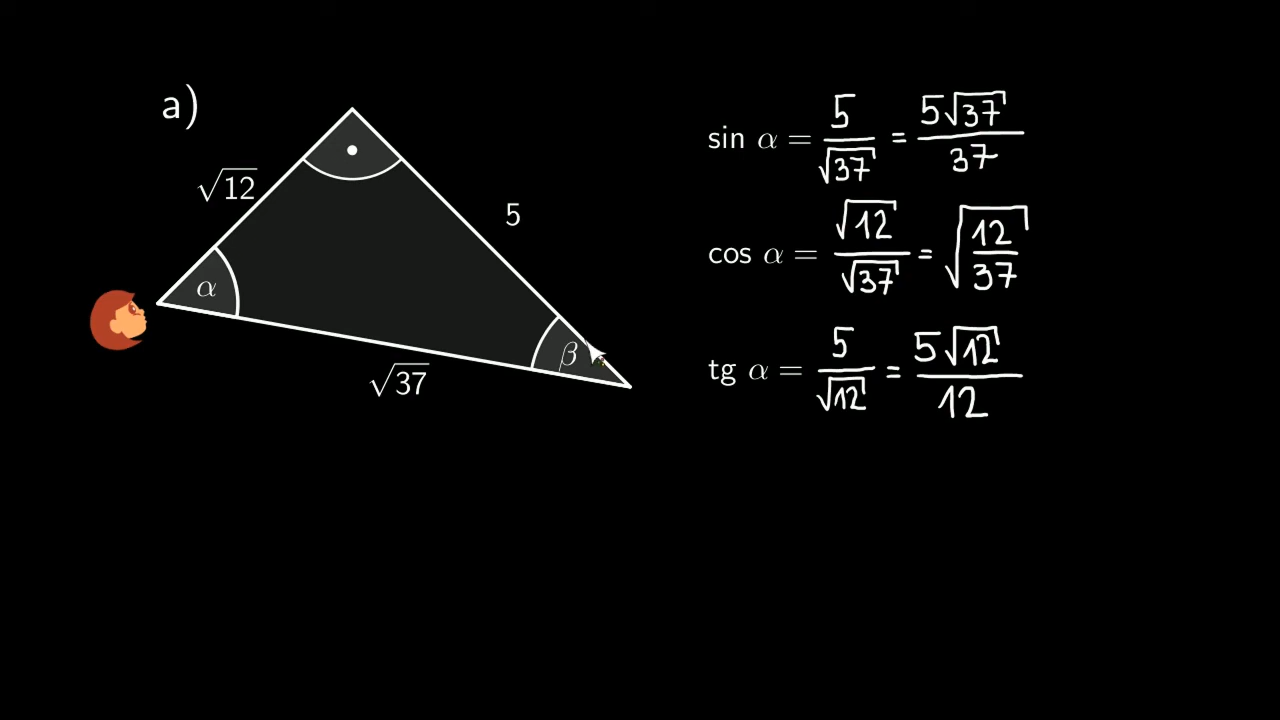 a)
√12
5
α
β
√37
sin α = 5/√37 = 5√37/37
cos α = √12/√37 = √(12/37)
tg α = 5/√12 = 5√12/12